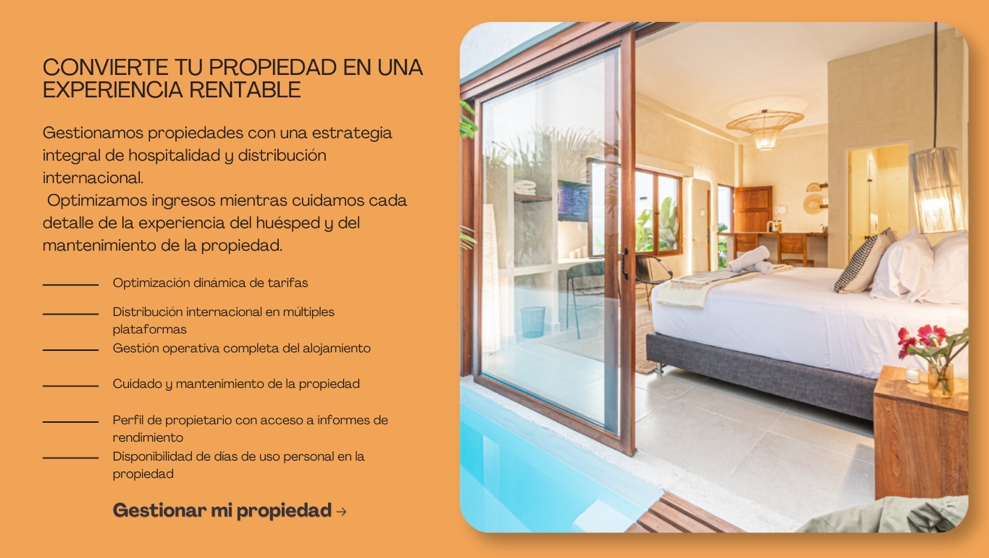 CONVIERTE TU PROPIEDAD EN UNA
EXPERIENCIA RENTABLE
Gestionamos propiedades con una estrategia
integral de hospitalidad y distribución
internacional.
Optimizamos ingresos mientras cuidamos cada
detalle de la experiencia del huésped y del
mantenimiento de la propiedad.
Optimización dinámica de tarifas
Distribución internacional en múltiples
plataformas
Gestión operativa completa del alojamiento
Cuidado y mantenimiento de la propiedad
Perfil de propietario con acceso a informes de
rendimiento
Disponibilidad de días de uso personal en la
propiedad
Gestionar mi propiedad →